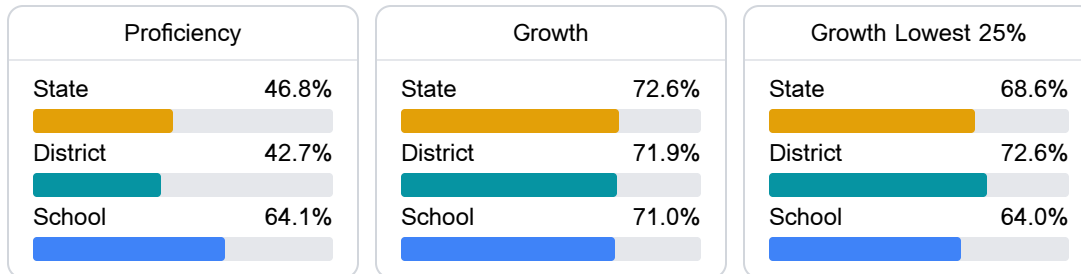 Proficiency
State 46.8%
District 42.7%
School 64.1%
Growth
State 72.6%
District 71.9%
School 71.0%
Growth Lowest 25%
State 68.6%
District 72.6%
School 64.0%